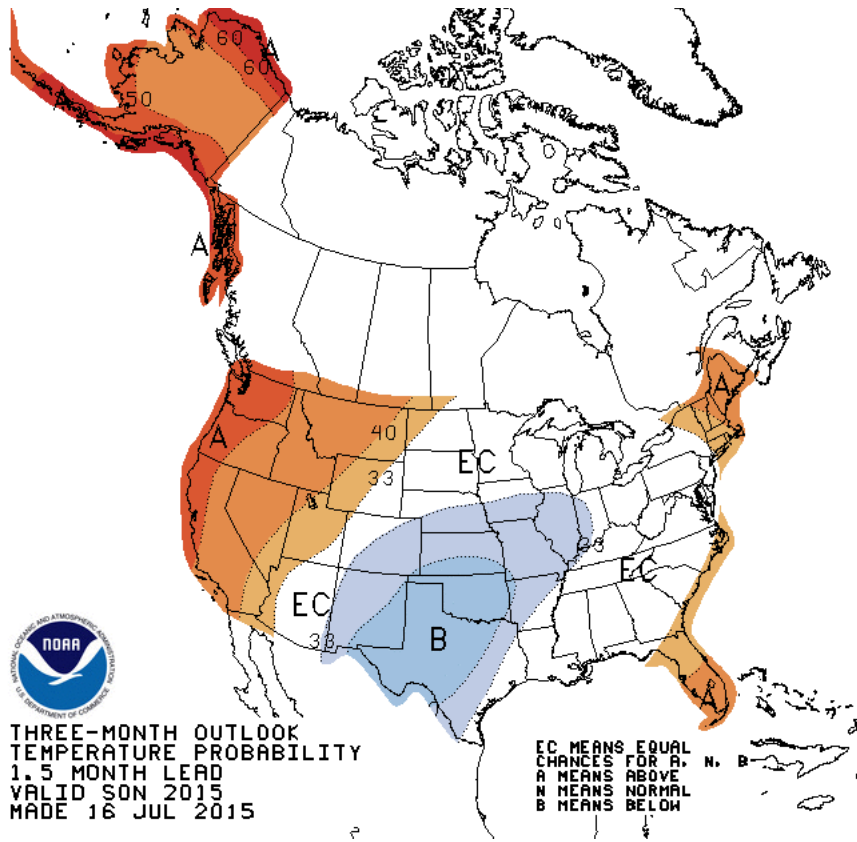 60
A
60
A
50
A
A
A
40
EC
33
33
EC
EC
33
B
A
NATIONAL OCEANIC AND ATMOSPHERIC ADMINISTRATION
NOAA
U.S. DEPARTMENT OF COMMERCE
THREE-MONTH OUTLOOK
TEMPERATURE PROBABILITY
1.5 MONTH LEAD
VALID SON 2015
MADE 16 JUL 2015
EC MEANS EQUAL
CHANCES FOR A, N, B
A MEANS ABOVE
N MEANS NORMAL
B MEANS BELOW